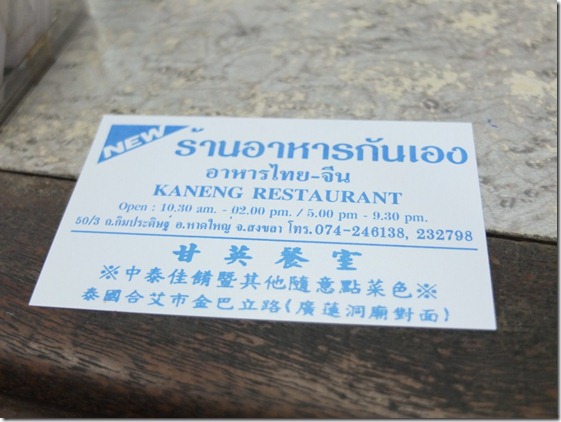 NEW
ร้านอาหารกันเอง
อาหารไทย-จีน
KANENG RESTAURANT
Open : 10.30 am. - 02.00 pm. / 5.00 pm - 9.30 pm.
50/3 ถ.กิมประดิษฐ์ อ.หาดใหญ่ จ.สงขลา โทร.074-246138, 232798
甘英餐室
※中泰佳餚暨其他隨意點菜色※
泰國合艾市金巴立路(廣蓮洞廟對面)